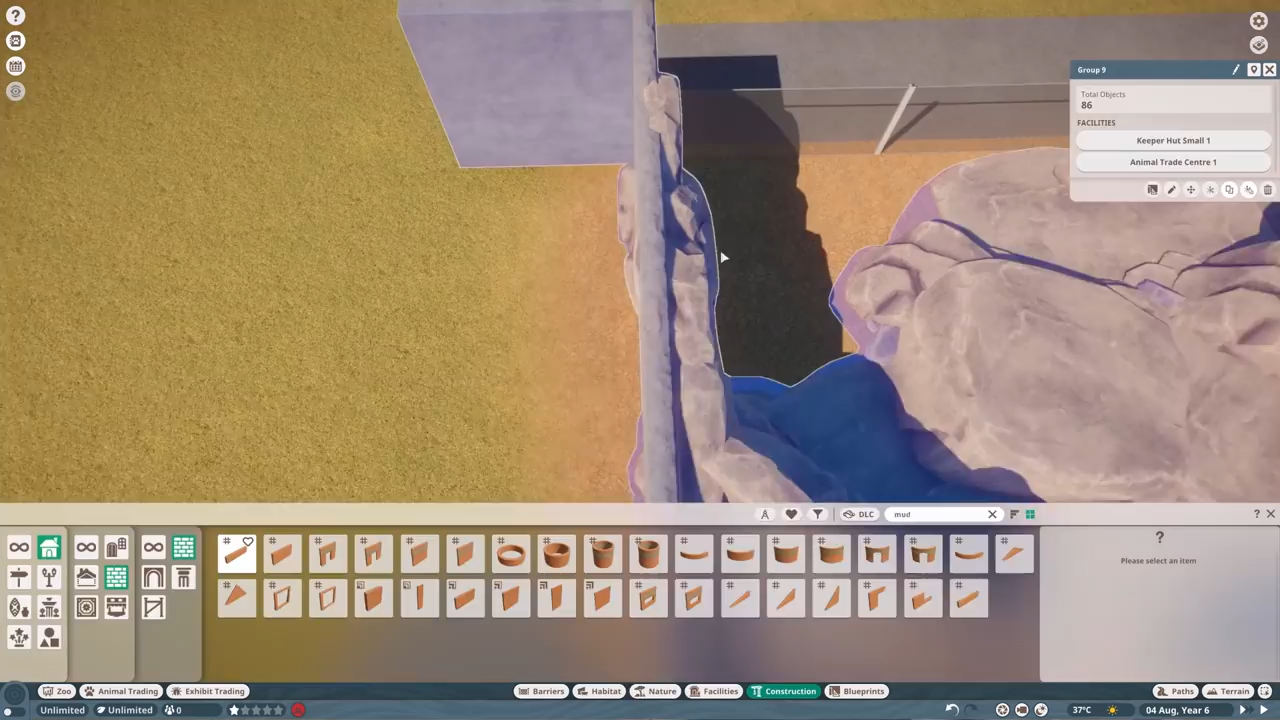 Group 9
Total Objects
86
FACILITIES
Keeper Hut Small 1
Animal Trade Centre 1
DLC
mud
Please select an item
Zoo
Animal Trading
Exhibit Trading
Barriers
Habitat
Nature
Facilities
Construction
Blueprints
Paths
Terrain
Unlimited
Unlimited
0
37°C
04 Aug, Year 6